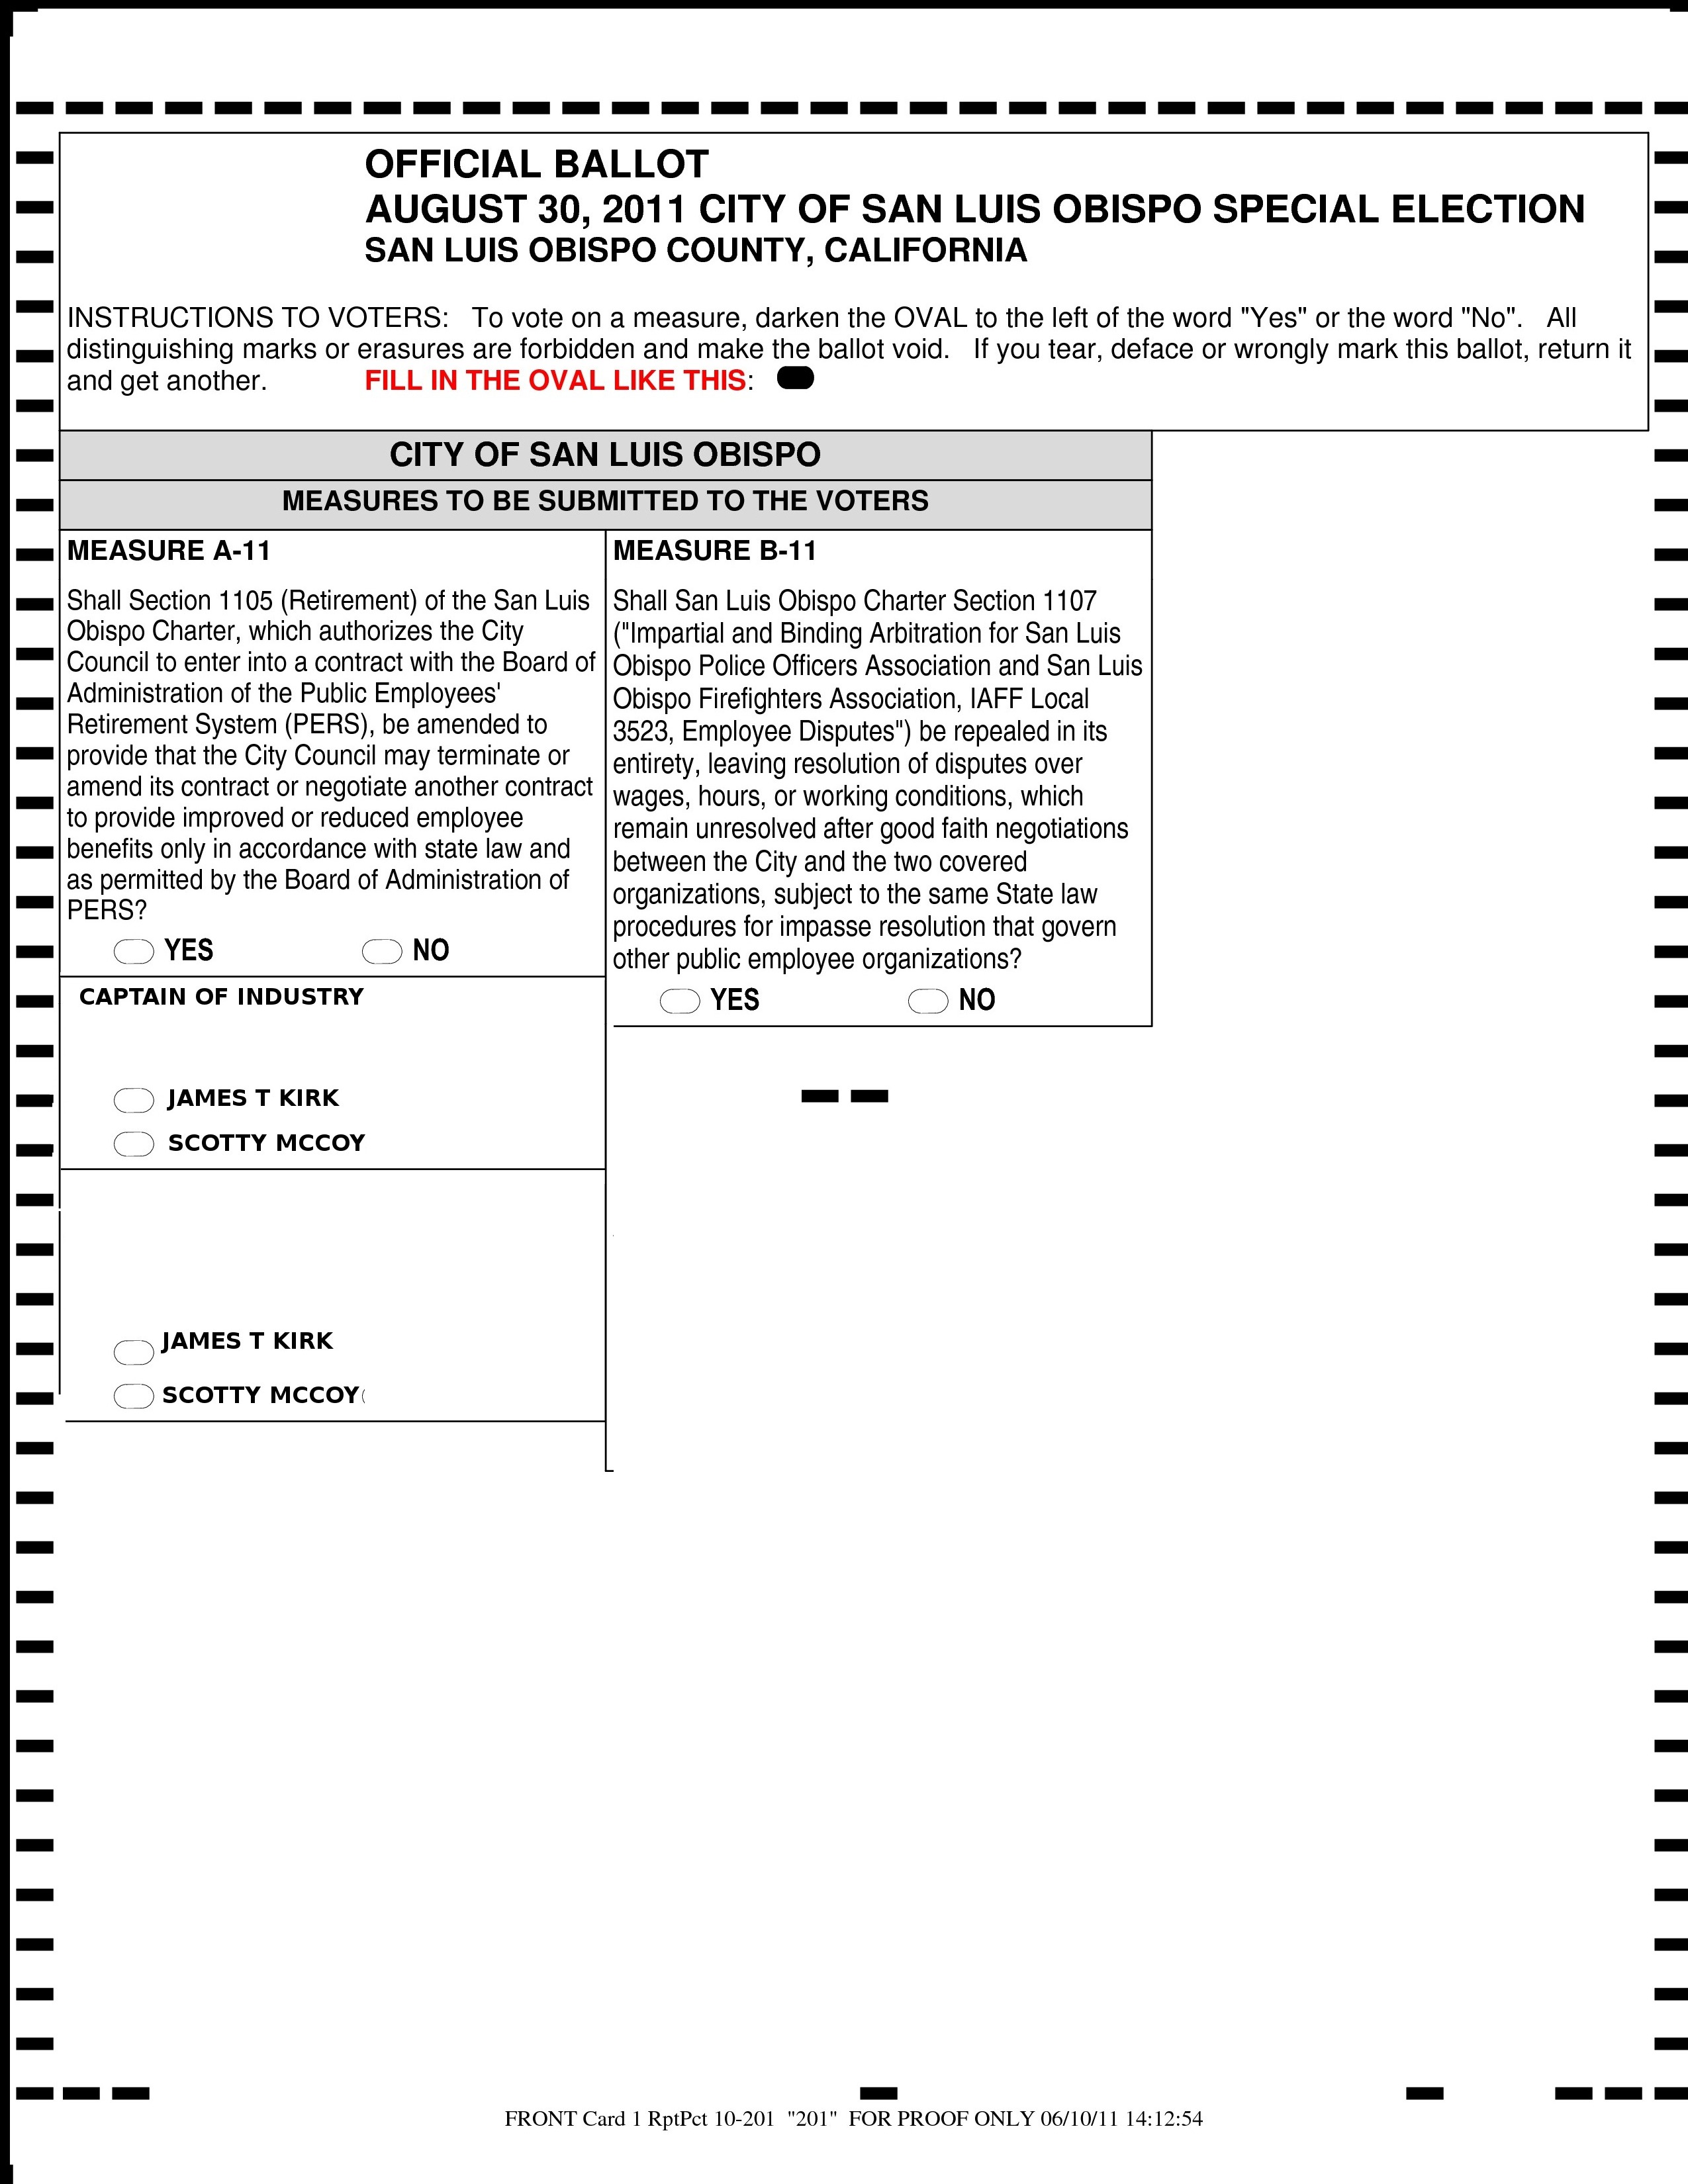 OFFICIAL BALLOT
AUGUST 30, 2011 CITY OF SAN LUIS OBISPO SPECIAL ELECTION
SAN LUIS OBISPO COUNTY, CALIFORNIA
INSTRUCTIONS TO VOTERS:   To vote on a measure, darken the OVAL to the left of the word "Yes" or the word "No".   All
distinguishing marks or erasures are forbidden and make the ballot void.   If you tear, deface or wrongly mark this ballot, return it
and get another.   FILL IN THE OVAL LIKE THIS:
CITY OF SAN LUIS OBISPO
MEASURES TO BE SUBMITTED TO THE VOTERS
MEASURE A-11
Shall Section 1105 (Retirement) of the San Luis
Obispo Charter, which authorizes the City
Council to enter into a contract with the Board of
Administration of the Public Employees'
Retirement System (PERS), be amended to
provide that the City Council may terminate or
amend its contract or negotiate another contract
to provide improved or reduced employee
benefits only in accordance with state law and
as permitted by the Board of Administration of
PERS?
YES   NO
CAPTAIN OF INDUSTRY
JAMES T KIRK
SCOTTY MCCOY
JAMES T KIRK
SCOTTY MCCOY(
MEASURE B-11
Shall San Luis Obispo Charter Section 1107
("Impartial and Binding Arbitration for San Luis
Obispo Police Officers Association and San Luis
Obispo Firefighters Association, IAFF Local
3523, Employee Disputes") be repealed in its
entirety, leaving resolution of disputes over
wages, hours, or working conditions, which
remain unresolved after good faith negotiations
between the City and the two covered
organizations, subject to the same State law
procedures for impasse resolution that govern
other public employee organizations?
YES   NO
FRONT Card 1 RptPct 10-201  "201"  FOR PROOF ONLY 06/10/11 14:12:54